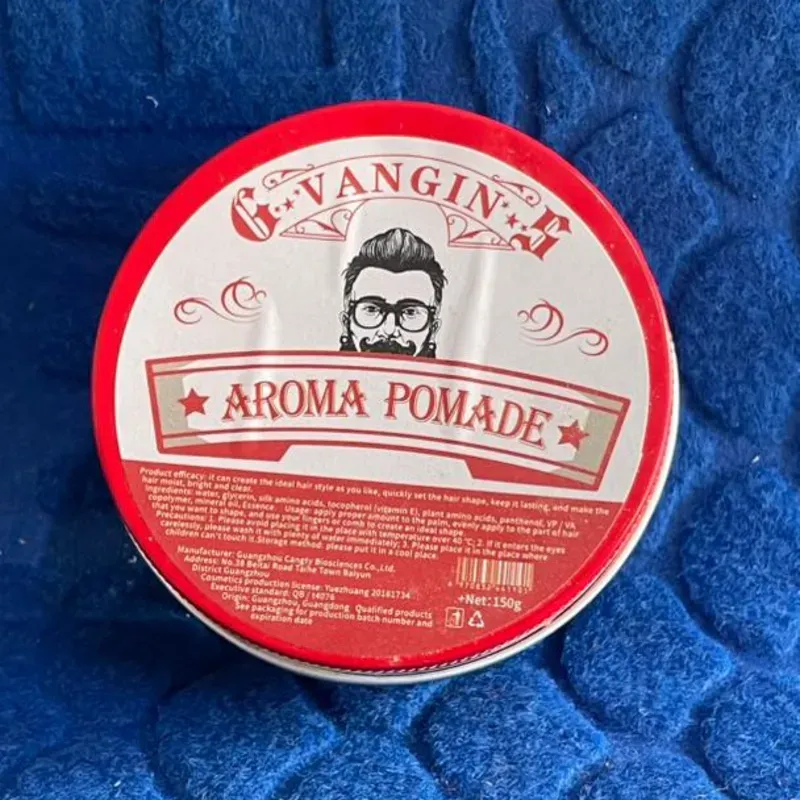 G VANGIN S
AROMA POMADE
Product efficacy: it can create the ideal hair style as you like, quickly set the hair shape, keep it lasting, and make the
hair moist, bright and clear.
Ingredients: water, glycerin, silk amino acids, tocopherol (vitamin E), plant amino acids, panthenol, VP / VA
copolymer, mineral oil, Essence. Usage: apply proper amount to the palm, evenly apply to the part of hair
that you want to shape, and use your fingers or comb to create an ideal shape.
Precautions: 1. Please avoid placing it in the place with temperature over 40 ℃; 2. If it enters the eyes
carelessly, please wash it with plenty of water immediately; 3. Please place it in the place where
children can't touch it.Storage method: please put it in a cool place.
Manufacturer: Guangzhou Cangfy Biosciences Co.,Ltd.
Address: No.38 Beitai Road Taihe Tawn Baiyun
District Guangzhou
Cosmetics production license: Yuezhuang 20181734
Executive standard: QB / t4076
Origin: Guangzhou, Guangdong Qualified products
See packaging for production batch number and
expiration date
+Net: 150g